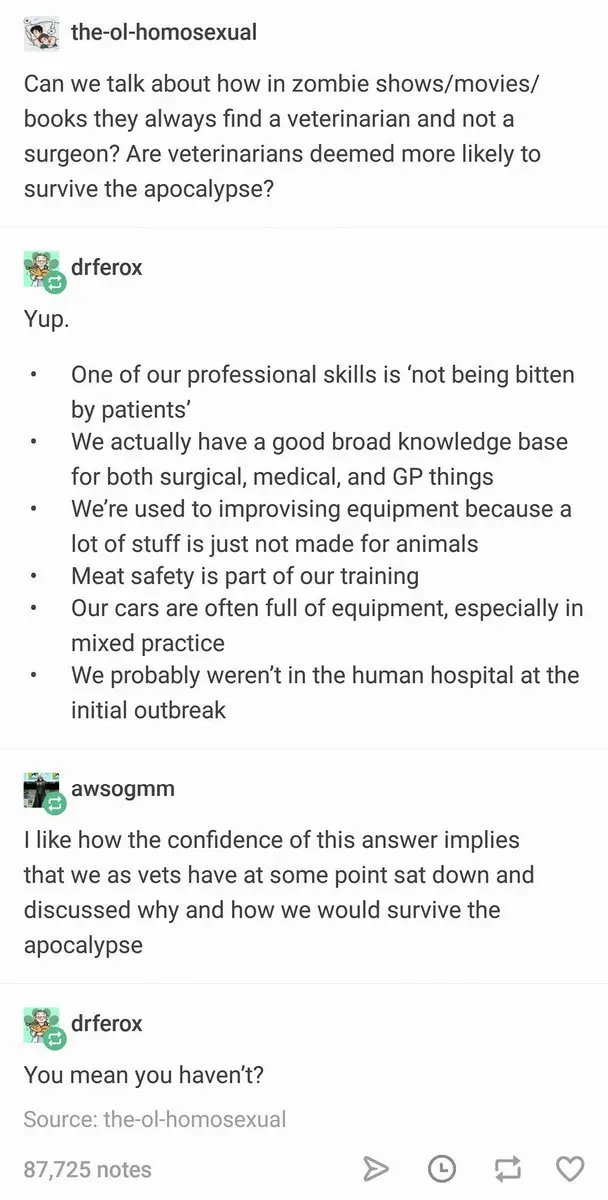 the-ol-homosexual
Can we talk about how in zombie shows/movies/
books they always find a veterinarian and not a
surgeon? Are veterinarians deemed more likely to
survive the apocalypse?
drferox
Yup.
• One of our professional skills is ‘not being bitten
by patients’
• We actually have a good broad knowledge base
for both surgical, medical, and GP things
• We’re used to improvising equipment because a
lot of stuff is just not made for animals
• Meat safety is part of our training
• Our cars are often full of equipment, especially in
mixed practice
• We probably weren’t in the human hospital at the
initial outbreak
awsogmm
I like how the confidence of this answer implies
that we as vets have at some point sat down and
discussed why and how we would survive the
apocalypse
drferox
You mean you haven’t?
Source: the-ol-homosexual
87,725 notes